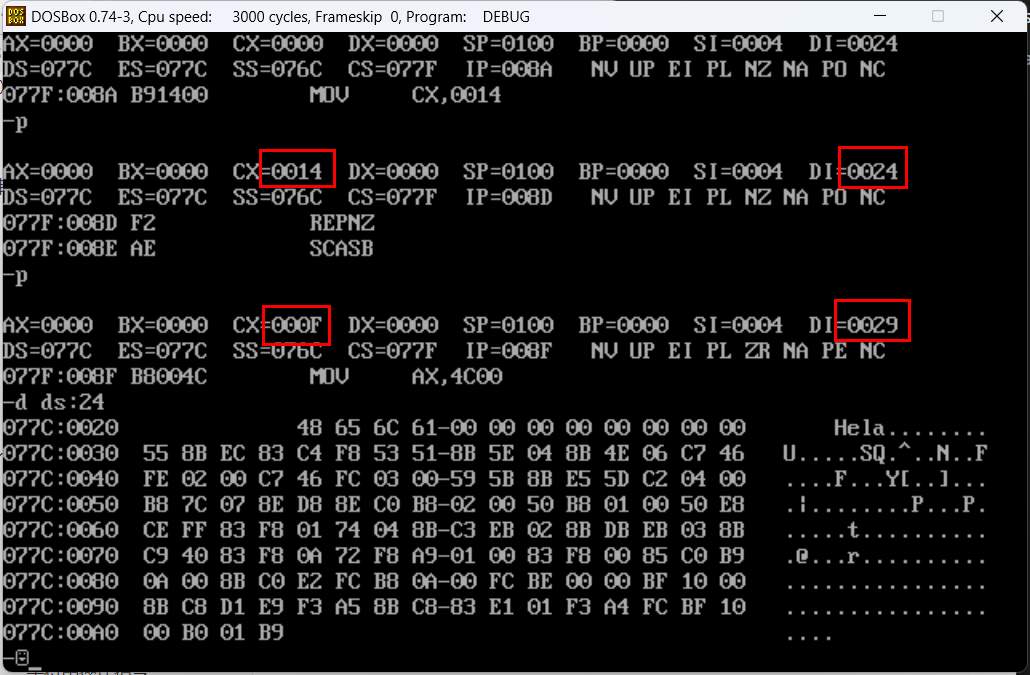 DOSBox 0.74-3, Cpu speed: 3000 cycles, Frameskip 0, Program: DEBUG
AX=0000 BX=0000 CX=0000 DX=0000 SP=0100 BP=0000 SI=0004 DI=0024
DS=077C ES=077C SS=076C CS=077F IP=008A NV UP EI PL NZ NA PO NC
077F:008A B91400 MOV CX,0014
-p
AX=0000 BX=0000 CX=0014 DX=0000 SP=0100 BP=0000 SI=0004 DI=0024
DS=077C ES=077C SS=076C CS=077F IP=008D NV UP EI PL NZ NA PO NC
077F:008D F2 REPNZ
077F:008E AE SCASB
-p
AX=0000 BX=0000 CX=000F DX=0000 SP=0100 BP=0000 SI=0004 DI=0029
DS=077C ES=077C SS=076C CS=077F IP=008F NV UP EI PL ZR NA PE NC
077F:008F B8004C MOV AX,4C00
-d ds:24
077C:0020 48 65 6C 61-00 00 00 00 00 00 00 00 Hela........
077C:0030 55 8B EC 83 C4 F8 53 51-8B 5E 04 8B 4E 06 C7 46 U.....SQ.^..N..F
077C:0040 FE 02 00 C7 46 FC 03 00-59 5B 8B E5 5D C2 04 00 ....F...Y[..]...
077C:0050 B8 7C 07 8E D8 8E C0 B8-02 00 50 B8 01 00 50 E8 .|........P...P.
077C:0060 CE FF 83 F8 01 74 04 8B-C3 EB 02 8B DB EB 03 8B .....t..........
077C:0070 C9 40 83 F8 0A 72 F8 A9-01 00 83 F8 00 85 C0 B9 .@...r..........
077C:0080 0A 00 8B C0 E2 FC B8 0A-00 FC BE 00 00 BF 10 00 ................
077C:0090 8B C8 D1 E9 F3 A5 8B C8-83 E1 01 F3 A4 FC BF 10 ................
077C:00A0 00 B0 01 B9 ....
-☺_